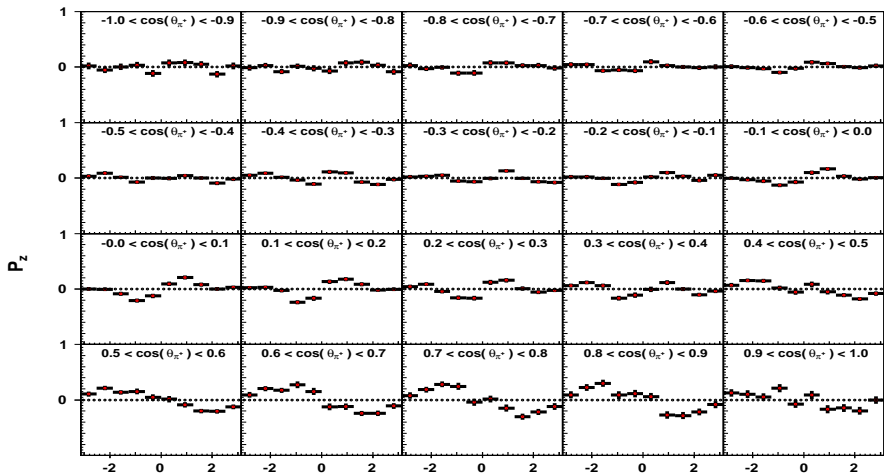 1
-1.0 < cos(θπ+) < -0.9
-0.9 < cos(θπ+) < -0.8
-0.8 < cos(θπ+) < -0.7
-0.7 < cos(θπ+) < -0.6
-0.6 < cos(θπ+) < -0.5
0
1
-0.5 < cos(θπ+) < -0.4
-0.4 < cos(θπ+) < -0.3
-0.3 < cos(θπ+) < -0.2
-0.2 < cos(θπ+) < -0.1
-0.1 < cos(θπ+) < 0.0
0
Pz
1
-0.0 < cos(θπ+) < 0.1
0.1 < cos(θπ+) < 0.2
0.2 < cos(θπ+) < 0.3
0.3 < cos(θπ+) < 0.4
0.4 < cos(θπ+) < 0.5
0
1
0.5 < cos(θπ+) < 0.6
0.6 < cos(θπ+) < 0.7
0.7 < cos(θπ+) < 0.8
0.8 < cos(θπ+) < 0.9
0.9 < cos(θπ+) < 1.0
0
-2 0 2 -2 0 2 -2 0 2 -2 0 2 -2 0 2